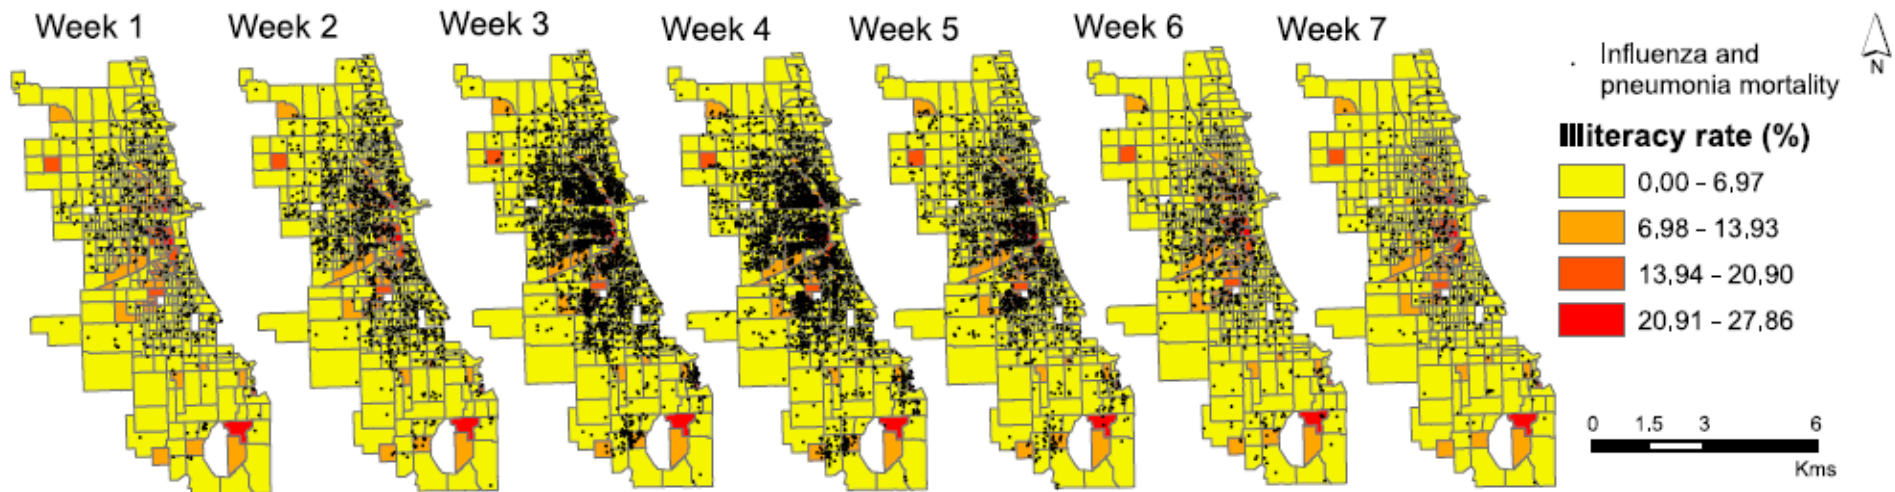 Week 1
Week 2
Week 3
Week 4
Week 5
Week 6
Week 7
Influenza and
pneumonia mortality
N
Illiteracy rate (%)
0,00 - 6,97
6,98 - 13,93
13,94 - 20,90
20,91 - 27,86
0 1.5 3 6
Kms